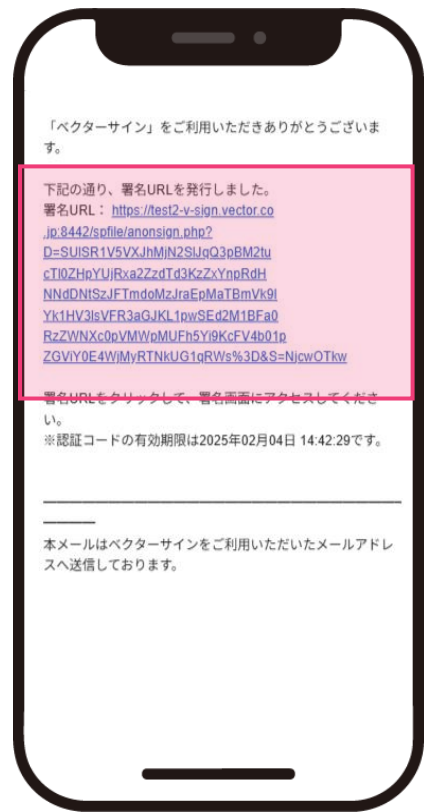 「ベクターサイン」をご利用いただきありがとうございま
す。
下記の通り、署名URLを発行しました。
署名URL： https://test2-v-sign.vector.co
.jp:8442/spfile/anonsign.php?
D=SUlSR1V5VXJhMjN2SlJqQ3pBM2tu
cTl0ZHpYUjRxa2ZzdTd3KzZxYnpRdH
NNdDNtSzJFTmdoMzJraEpMaTBmVk9I
Yk1HV3lsVFR3aGJKL1pwSEd2M1BFa0
RzZWNXc0pVMWpMUFh5Yi9KcFV4b01p
ZGViY0E4WjMyRTNkUG1qRWs%3D&S=NjcwOTkw
署名URLをクリックして、署名画面にアクセスしてくださ
い。
※認証コードの有効期限は2025年02月04日 14:42:29です。
本メールはベクターサインをご利用いただいたメールアドレ
スへ送信しております。